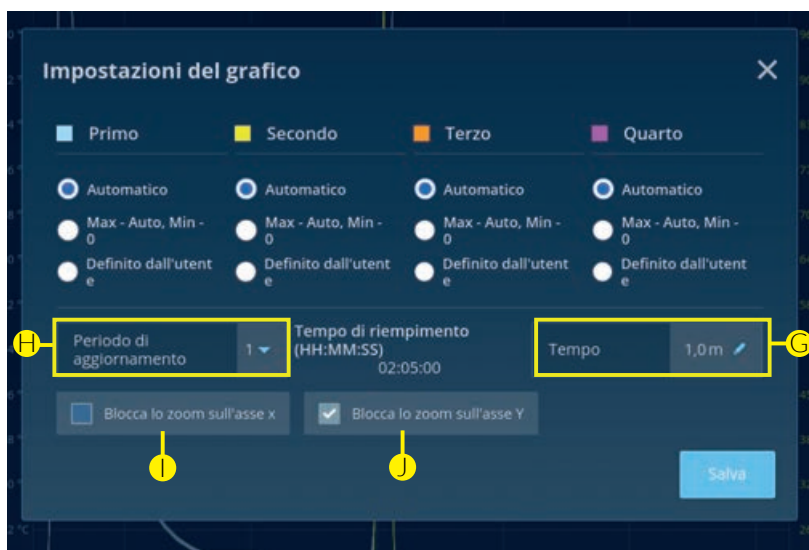 Impostazioni del grafico
Primo
Secondo
Terzo
Quarto
Automatico
Automatico
Automatico
Automatico
Max - Auto, Min -
0
Max - Auto, Min -
0
Max - Auto, Min -
0
Max - Auto, Min -
0
Definito dall'utent
e
Definito dall'utent
e
Definito dall'utent
e
Definito dall'utent
e
H
Periodo di
aggiornamento
1
Tempo di riempimento
(HH:MM:SS)
02:05:00
Tempo
1,0 m
G
Blocca lo zoom sull'asse x
Blocca lo zoom sull'asse Y
I
J
Salva